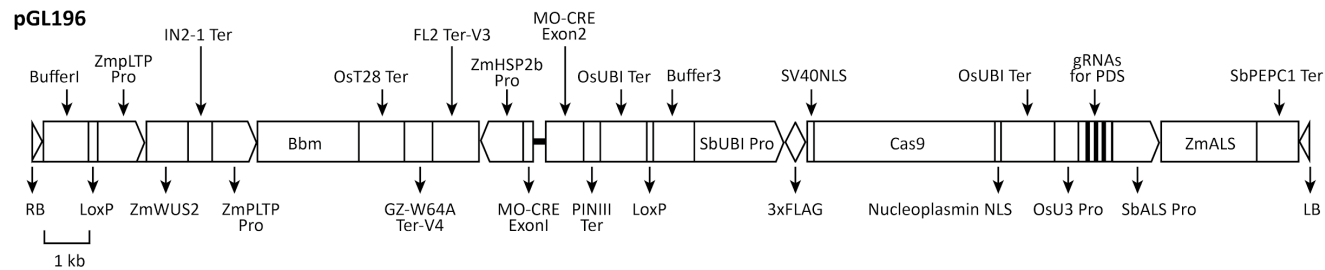 pGL196
MO-CRE
Exon2
IN2-1 Ter
FL2 Ter-V3
ZmpLTP
Pro
ZmHSP2b
Pro
gRNAs
for PDS
BufferI
OsT28 Ter
OsUBI Ter
Buffer3
SV40NLS
OsUBI Ter
SbPEPC1 Ter
Bbm
SbUBI Pro
Cas9
ZmALS
RB
LoxP
ZmWUS2
ZmPLTP
Pro
GZ-W64A
Ter-V4
MO-CRE
ExonI
PINIII
Ter
LoxP
3xFLAG
Nucleoplasmin NLS
OsU3 Pro
SbALS Pro
LB
1 kb